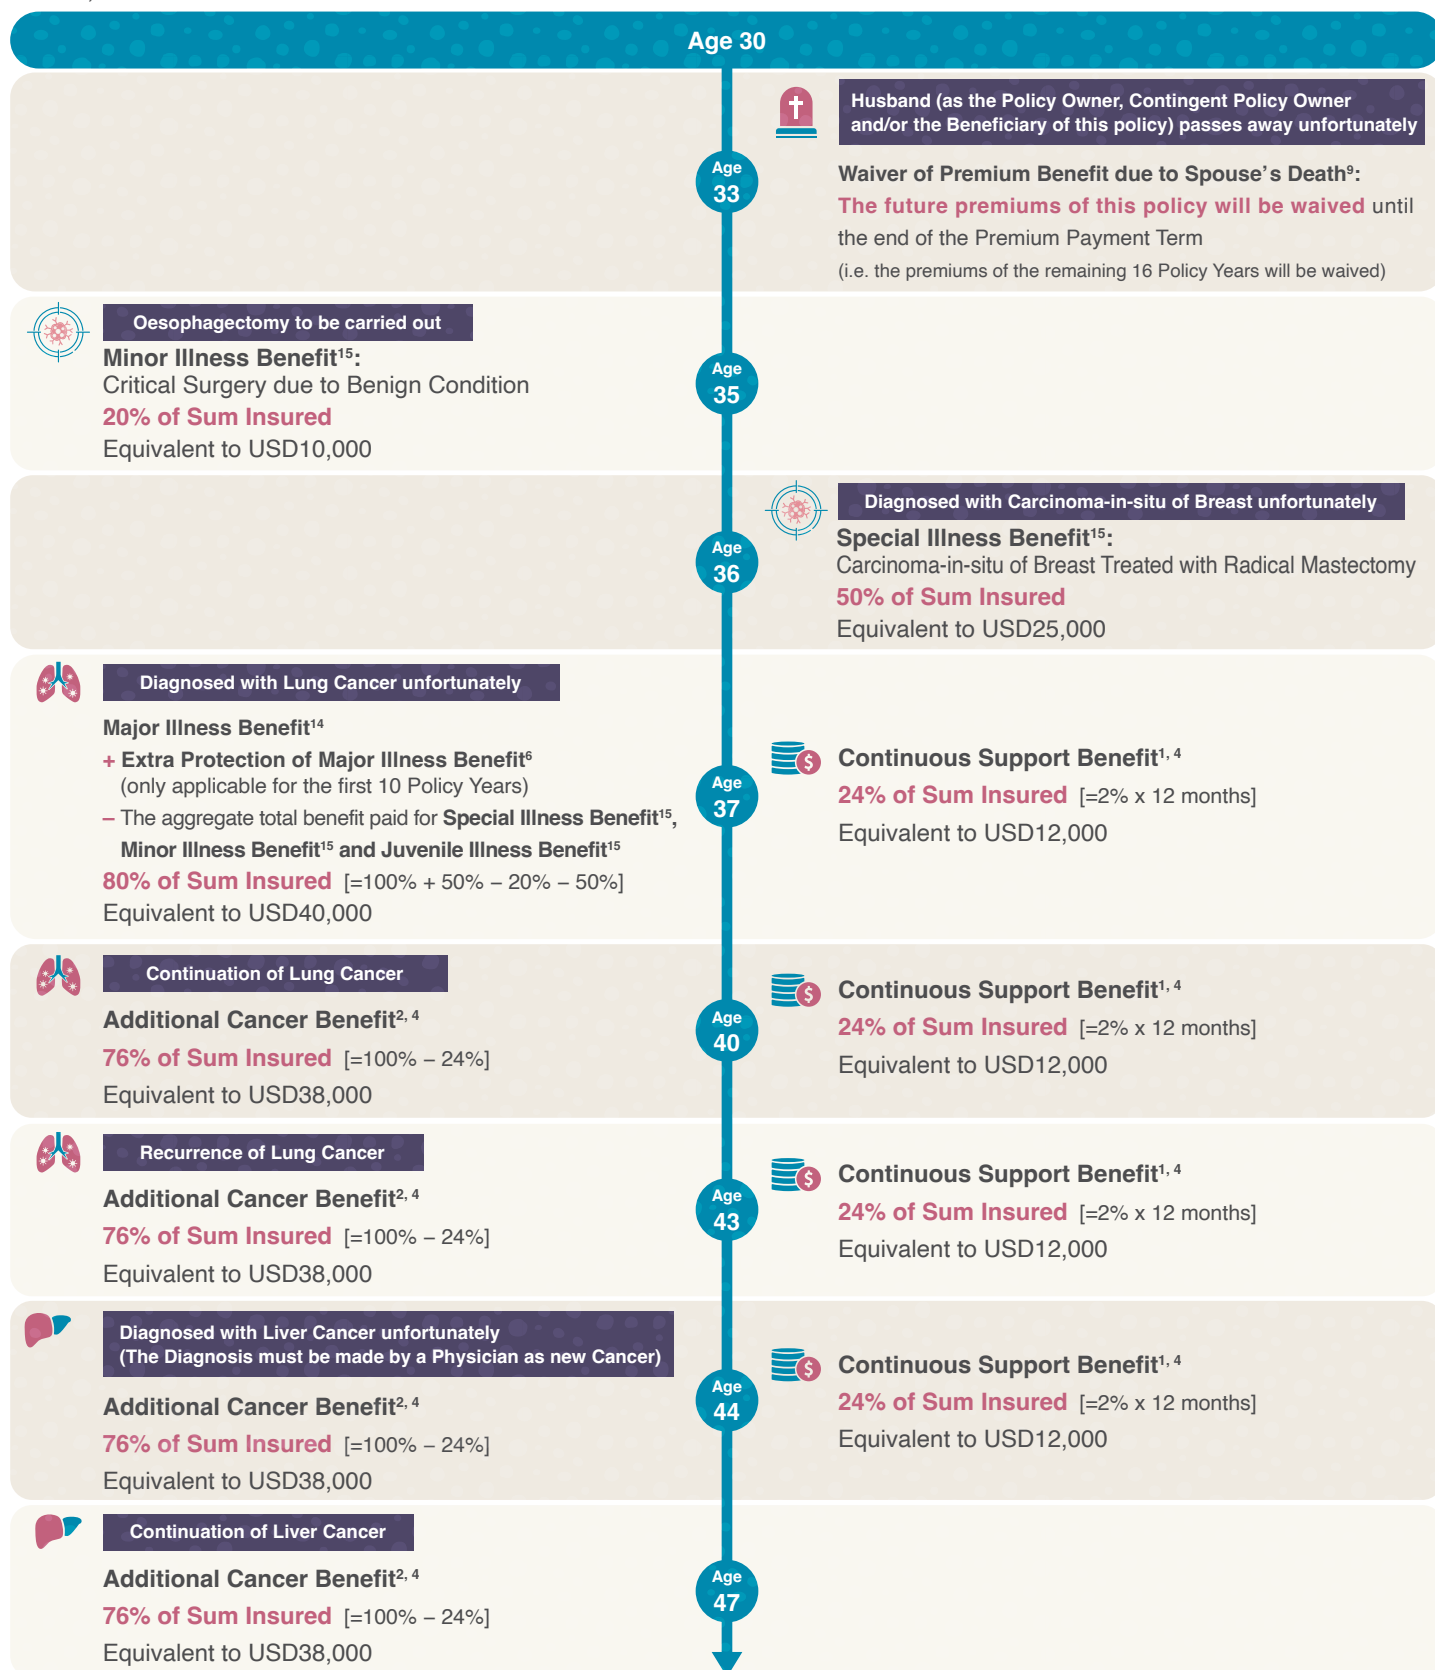 Age 30
Husband (as the Policy Owner, Contingent Policy Owner
and/or the Beneficiary of this policy) passes away unfortunately
Age
33
Waiver of Premium Benefit due to Spouse's Death⁹:
The future premiums of this policy will be waived until
the end of the Premium Payment Term
(i.e. the premiums of the remaining 16 Policy Years will be waived)
Oesophagectomy to be carried out
Minor Illness Benefit¹⁵:
Critical Surgery due to Benign Condition
20% of Sum Insured
Equivalent to USD10,000
Age
35
Diagnosed with Carcinoma-in-situ of Breast unfortunately
Age
36
Special Illness Benefit¹⁵:
Carcinoma-in-situ of Breast Treated with Radical Mastectomy
50% of Sum Insured
Equivalent to USD25,000
Diagnosed with Lung Cancer unfortunately
Major Illness Benefit¹⁴
+ Extra Protection of Major Illness Benefit⁶
(only applicable for the first 10 Policy Years)
– The aggregate total benefit paid for Special Illness Benefit¹⁵,
Minor Illness Benefit¹⁵ and Juvenile Illness Benefit¹⁵
80% of Sum Insured [=100% + 50% – 20% – 50%]
Equivalent to USD40,000
Age
37
Continuous Support Benefit¹˒ ⁴
24% of Sum Insured [=2% x 12 months]
Equivalent to USD12,000
Continuation of Lung Cancer
Additional Cancer Benefit²˒ ⁴
76% of Sum Insured [=100% – 24%]
Equivalent to USD38,000
Age
40
Continuous Support Benefit¹˒ ⁴
24% of Sum Insured [=2% x 12 months]
Equivalent to USD12,000
Recurrence of Lung Cancer
Additional Cancer Benefit²˒ ⁴
76% of Sum Insured [=100% – 24%]
Equivalent to USD38,000
Age
43
Continuous Support Benefit¹˒ ⁴
24% of Sum Insured [=2% x 12 months]
Equivalent to USD12,000
Diagnosed with Liver Cancer unfortunately
(The Diagnosis must be made by a Physician as new Cancer)
Additional Cancer Benefit²˒ ⁴
76% of Sum Insured [=100% – 24%]
Equivalent to USD38,000
Age
44
Continuous Support Benefit¹˒ ⁴
24% of Sum Insured [=2% x 12 months]
Equivalent to USD12,000
Continuation of Liver Cancer
Additional Cancer Benefit²˒ ⁴
76% of Sum Insured [=100% – 24%]
Equivalent to USD38,000
Age
47